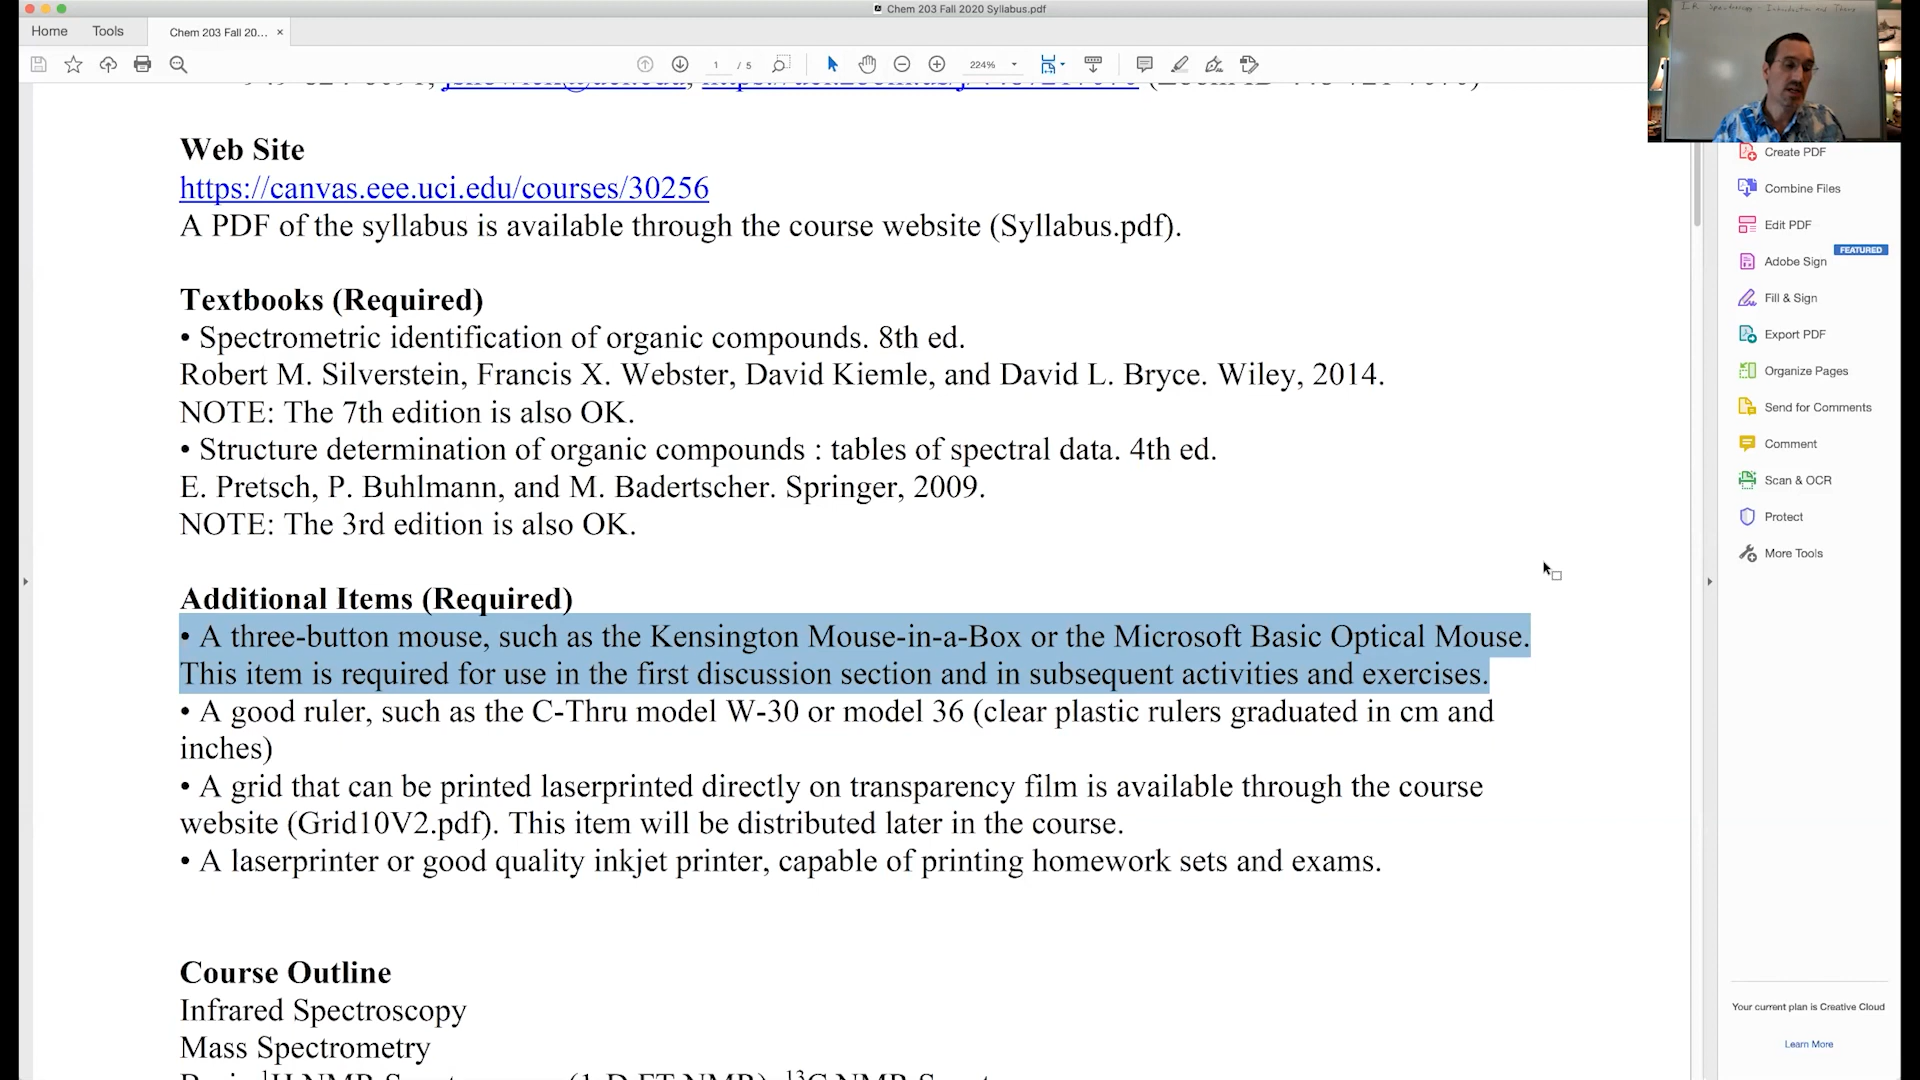 Chem 203 Fall 2020 Syllabus.pdf
Home
Tools
Chem 203 Fall 20... ×
1 / 5
224%
Web Site
https://canvas.eee.uci.edu/courses/30256
A PDF of the syllabus is available through the course website (Syllabus.pdf).
Textbooks (Required)
• Spectrometric identification of organic compounds. 8th ed.
Robert M. Silverstein, Francis X. Webster, David Kiemle, and David L. Bryce. Wiley, 2014.
NOTE: The 7th edition is also OK.
• Structure determination of organic compounds : tables of spectral data. 4th ed.
E. Pretsch, P. Buhlmann, and M. Badertscher. Springer, 2009.
NOTE: The 3rd edition is also OK.
Additional Items (Required)
• A three-button mouse, such as the Kensington Mouse-in-a-Box or the Microsoft Basic Optical Mouse.
This item is required for use in the first discussion section and in subsequent activities and exercises.
• A good ruler, such as the C-Thru model W-30 or model 36 (clear plastic rulers graduated in cm and
inches)
• A grid that can be printed laserprinted directly on transparency film is available through the course
website (Grid10V2.pdf). This item will be distributed later in the course.
• A laserprinter or good quality inkjet printer, capable of printing homework sets and exams.
Course Outline
Infrared Spectroscopy
Mass Spectrometry
Create PDF
Combine Files
Edit PDF
FEATURED
Adobe Sign
Fill & Sign
Export PDF
Organize Pages
Send for Comments
Comment
Scan & OCR
Protect
More Tools
Your current plan is Creative Cloud
Learn More